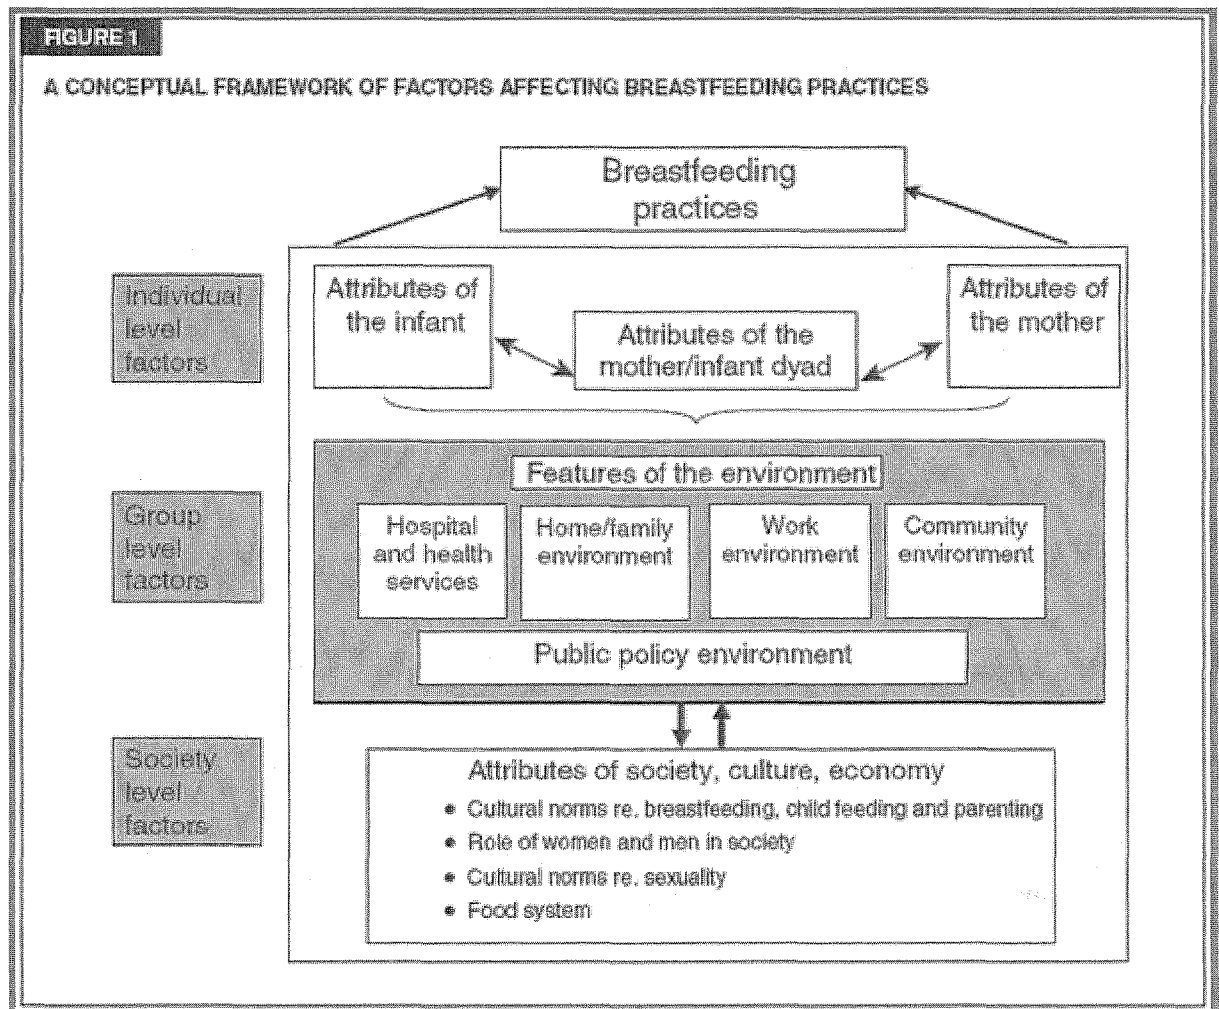 FIGURE 1
A CONCEPTUAL FRAMEWORK OF FACTORS AFFECTING BREASTFEEDING PRACTICES
Breastfeeding
practices
Individual
level
factors
Attributes of
the infant
Attributes of the
mother/infant dyad
Attributes of
the mother
Group
level
factors
Features of the environment
Hospital
and health
services
Home/family
environment
Work
environment
Community
environment
Public policy environment
Society
level
factors
Attributes of society, culture, economy
• Cultural norms re. breastfeeding, child feeding and parenting
• Role of women and men in society
• Cultural norms re. sexuality
• Food system